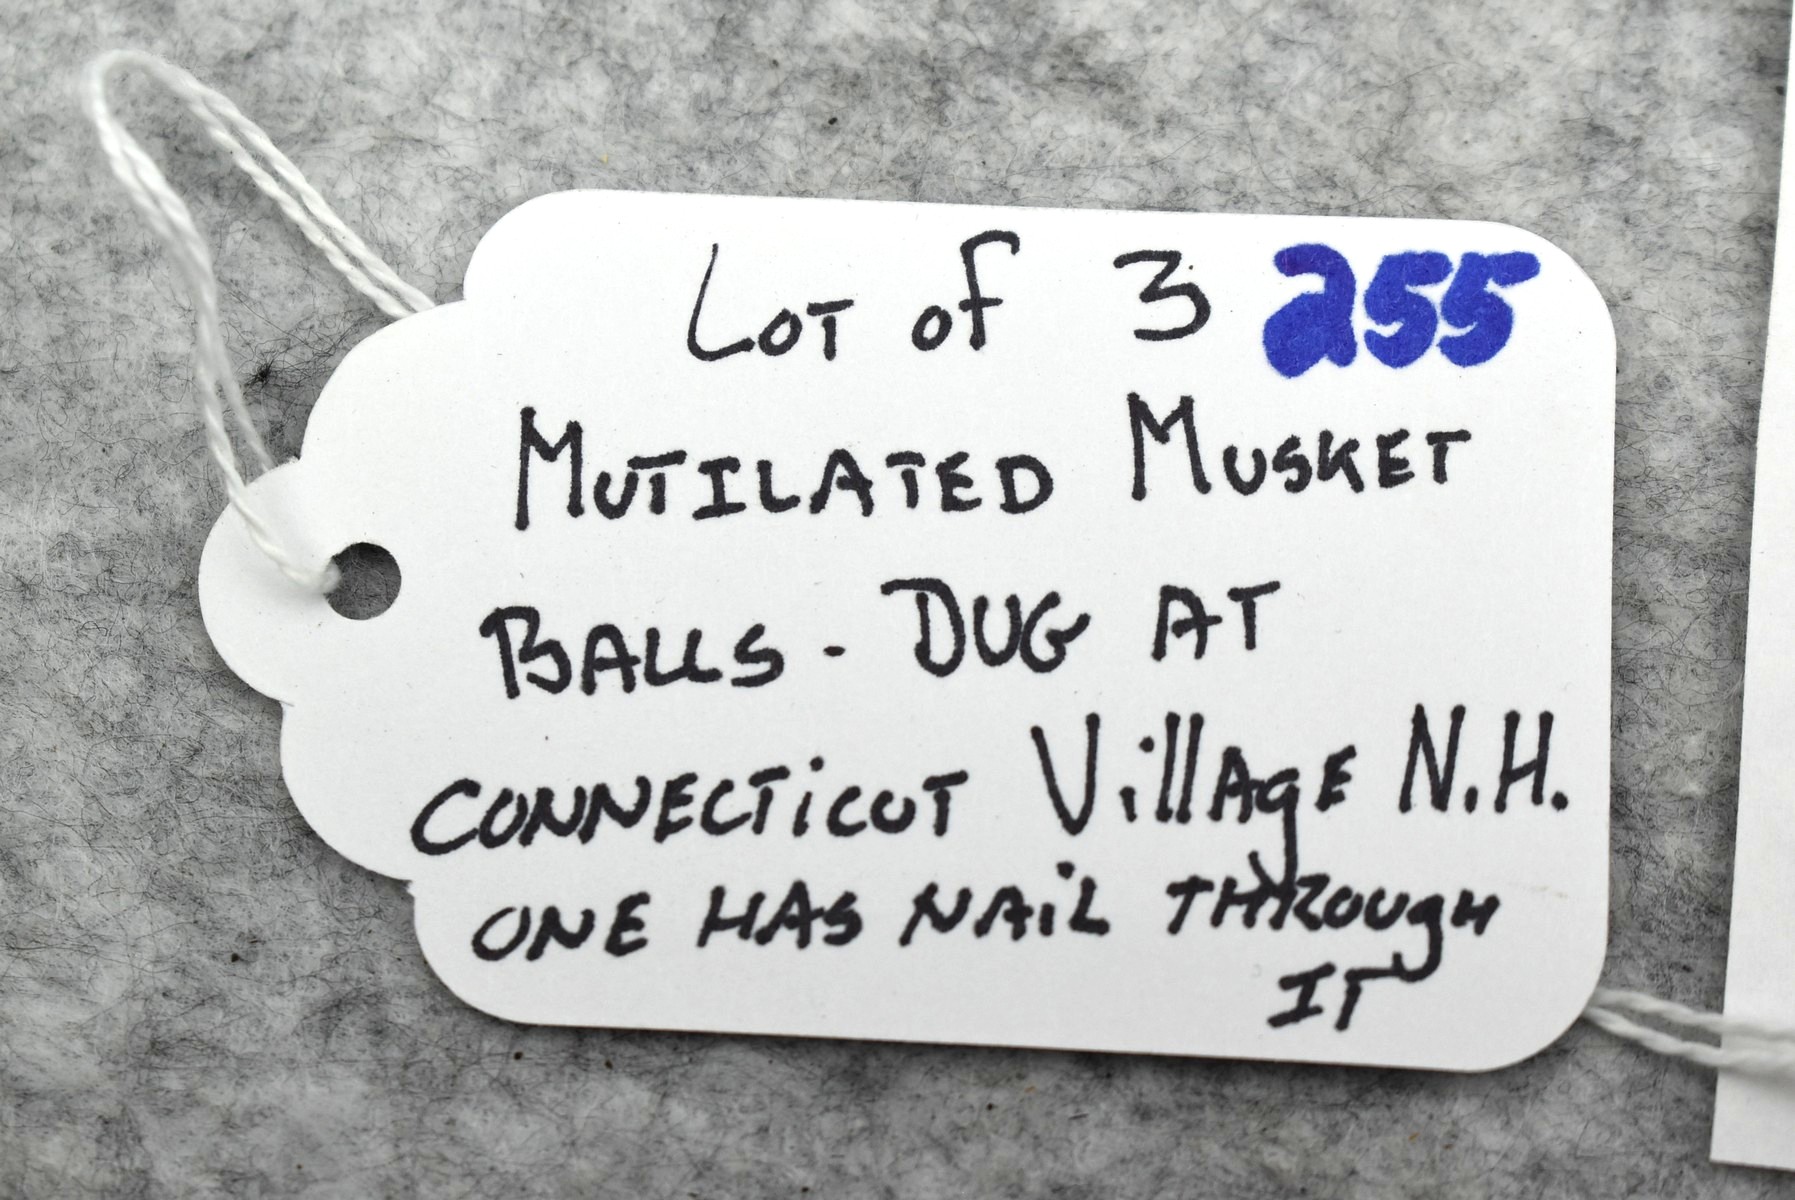 Lot of 3 255
MUTILATED MUSKET
BALLS - DUG AT
CONNECTiCUT VillAgE N.H.
ONE HAS NAiL THROUgH
IT